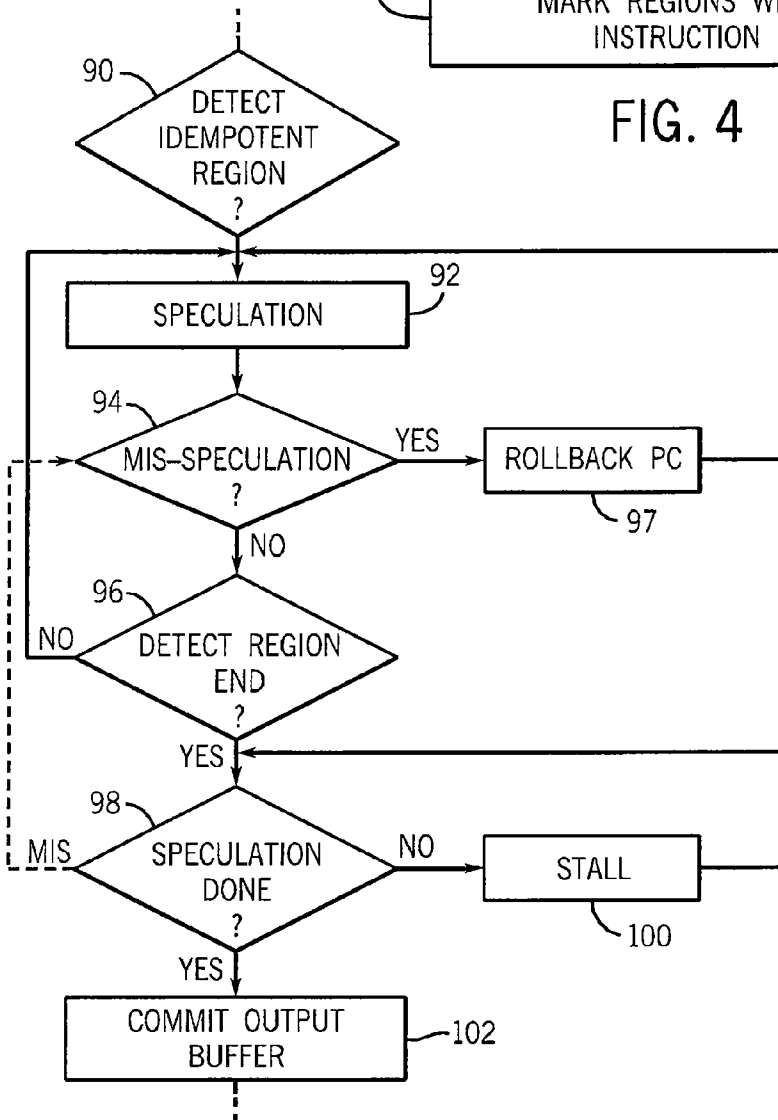 MARK REGIONS
INSTRUCTION
FIG. 4
90
DETECT
IDEMPOTENT
REGION
?
SPECULATION
92
94
MIS-SPECULATION
?
YES
ROLLBACK PC
97
NO
96
DETECT REGION
END
?
NO
YES
98
SPECULATION
DONE
?
MIS
NO
STALL
100
YES
COMMIT OUTPUT
BUFFER
102